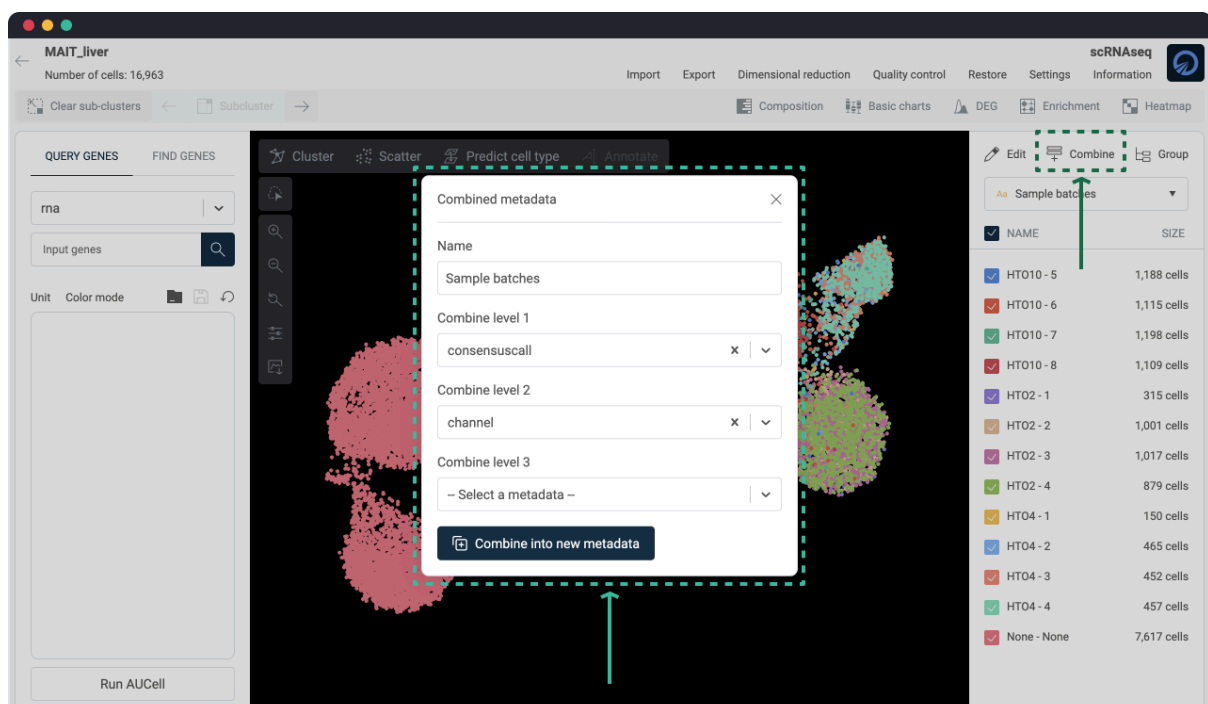 MAIT_liver
scRNAseq
Number of cells: 16,963
Import Export Dimensional reduction Quality control Restore Settings Information
Clear sub-clusters Subcluster Composition Basic charts DEG Enrichment Heatmap
QUERY GENES FIND GENES
Cluster Scatter Predict cell type Annotate
Edit Combine Group
rna
Input genes
Unit Color mode
Run AUCell
Combined metadata
Name
Sample batches
Combine level 1
consensuscall
Combine level 2
channel
Combine level 3
-- Select a metadata --
Combine into new metadata
Aa Sample batches
NAME SIZE
HTO10 - 5 1,188 cells
HTO10 - 6 1,115 cells
HTO10 - 7 1,198 cells
HTO10 - 8 1,109 cells
HTO2 - 1 315 cells
HTO2 - 2 1,001 cells
HTO2 - 3 1,017 cells
HTO2 - 4 879 cells
HTO4 - 1 150 cells
HTO4 - 2 465 cells
HTO4 - 3 452 cells
HTO4 - 4 457 cells
None - None 7,617 cells